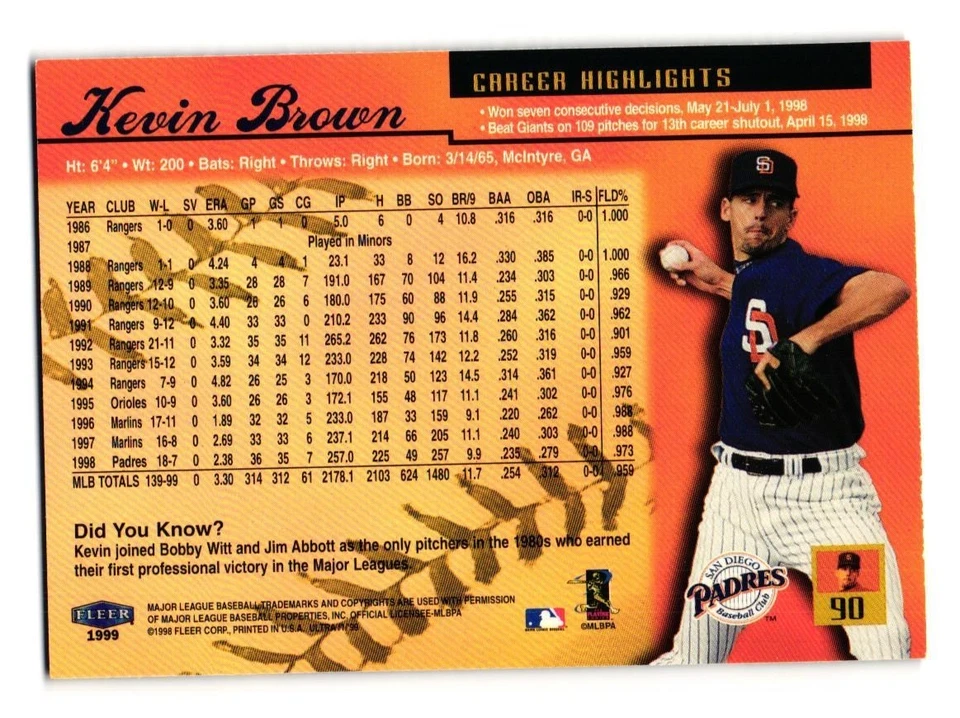 Kevin Brown
CAREER HIGHLIGHTS
• Won seven consecutive decisions, May 21-July 1, 1998
• Beat Giants on 109 pitches for 13th career shutout, April 15, 1998
Ht: 6'4" • Wt: 200 • Bats: Right • Throws: Right • Born: 3/14/65, McIntyre, GA
YEAR CLUB W-L SV ERA GP GS CG IP H BB SO BR/9 BAA OBA IR-S FLD%
1986 Rangers 1-0 0 3.60 1 1 0 5.0 6 0 4 10.8 .316 .316 0-0 1.000
1987 Played in Minors
1988 Rangers 1-1 0 4.24 4 4 1 23.1 33 8 12 16.2 .330 .385 0-0 1.000
1989 Rangers 12-9 0 3.35 28 28 7 191.0 167 70 104 11.4 .234 .303 0-0 .966
1990 Rangers 12-10 0 3.60 26 26 6 180.0 175 60 88 11.9 .255 .315 0-0 .929
1991 Rangers 9-12 0 4.40 33 33 0 210.2 233 90 96 14.4 .284 .362 0-0 .962
1992 Rangers 21-11 0 3.32 35 35 11 265.2 262 76 173 11.8 .260 .316 0-0 .901
1993 Rangers 15-12 0 3.59 34 34 12 233.0 228 74 142 12.2 .252 .319 0-0 .959
1994 Rangers 7-9 0 4.82 26 25 3 170.0 218 50 123 14.5 .314 .361 0-0 .927
1995 Orioles 10-9 0 3.60 26 26 3 172.1 155 48 117 11.1 .241 .302 0-0 .976
1996 Marlins 17-11 0 1.89 32 32 5 233.0 187 33 159 9.1 .220 .262 0-0 .988
1997 Marlins 16-8 0 2.69 33 33 6 237.1 214 66 205 11.1 .240 .303 0-0 .988
1998 Padres 18-7 0 2.38 36 35 7 257.0 225 49 257 9.9 .235 .279 0-0 .973
MLB TOTALS 139-99 0 3.30 314 312 61 2178.1 2103 624 1480 11.7 .254 .312 0-0 .959
SD
SD
Did You Know?
Kevin joined Bobby Witt and Jim Abbott as the only pitchers in the 1980s who earned
their first professional victory in the Major Leagues.
FLEER
1999
MAJOR LEAGUE BASEBALL TRADEMARKS AND COPYRIGHTS ARE USED WITH PERMISSION
OF MAJOR LEAGUE BASEBALL PROPERTIES, INC. OFFICIAL LICENSEE-MLBPA
©1998 FLEER CORP., PRINTED IN U.S.A. ULTRA '99
©MLBPA
SAN DIEGO
PADRES
Baseball Club
TM
90